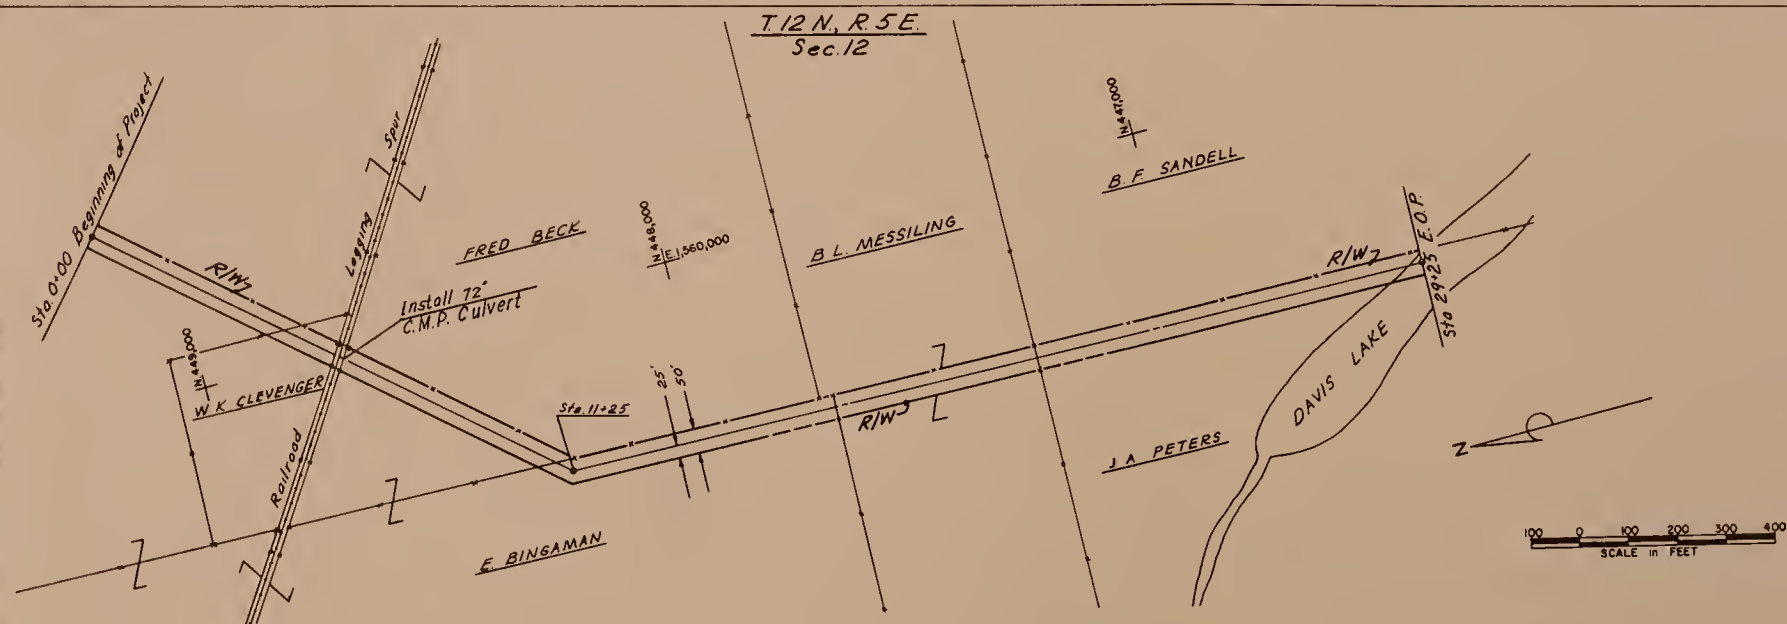 T. 12 N., R. 5 E.
Sec. 12
Sta. 0+00 Beginning of Project
R/W
Railroad Logging Spur
FRED BECK
Install 72"
C.M.P. Culvert
N 449,000
W. K. CLEVENGER
N 448,000
E. 1,560,000
B. L. MESSILING
N 447,000
B. F. SANDELL
R/W
Sta 29+25 E.O.P.
Sta. 11+25
25'
50'
R/W
DAVIS LAKE
J. A. PETERS
E. BINGAMAN
Z
100 0 100 200 300 400
SCALE in FEET